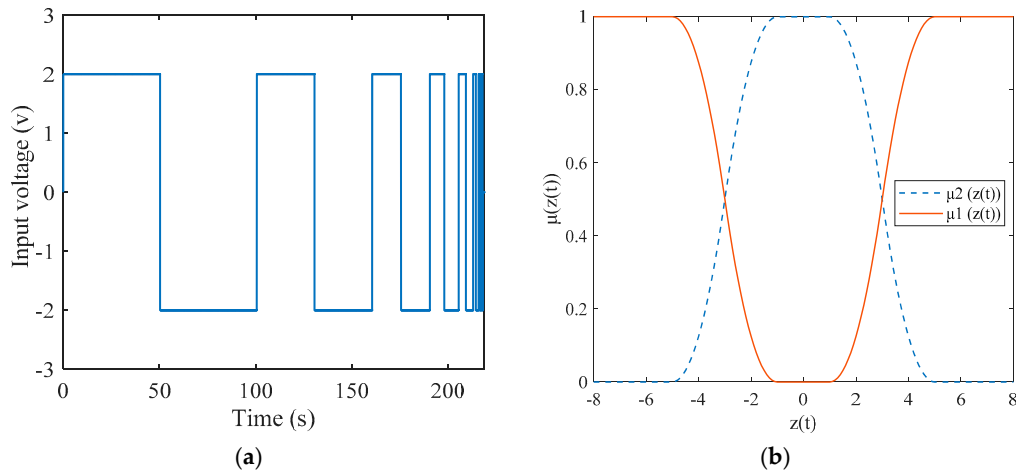 3
2
1
0
-1
-2
-3
Input voltage (v)
0 50 100 150 200
Time (s)
(a)
1
0.8
0.6
0.4
0.2
0
μ(z(t))
μ2 (z(t))
μ1 (z(t))
-8 -6 -4 -2 0 2 4 6 8
z(t)
(b)